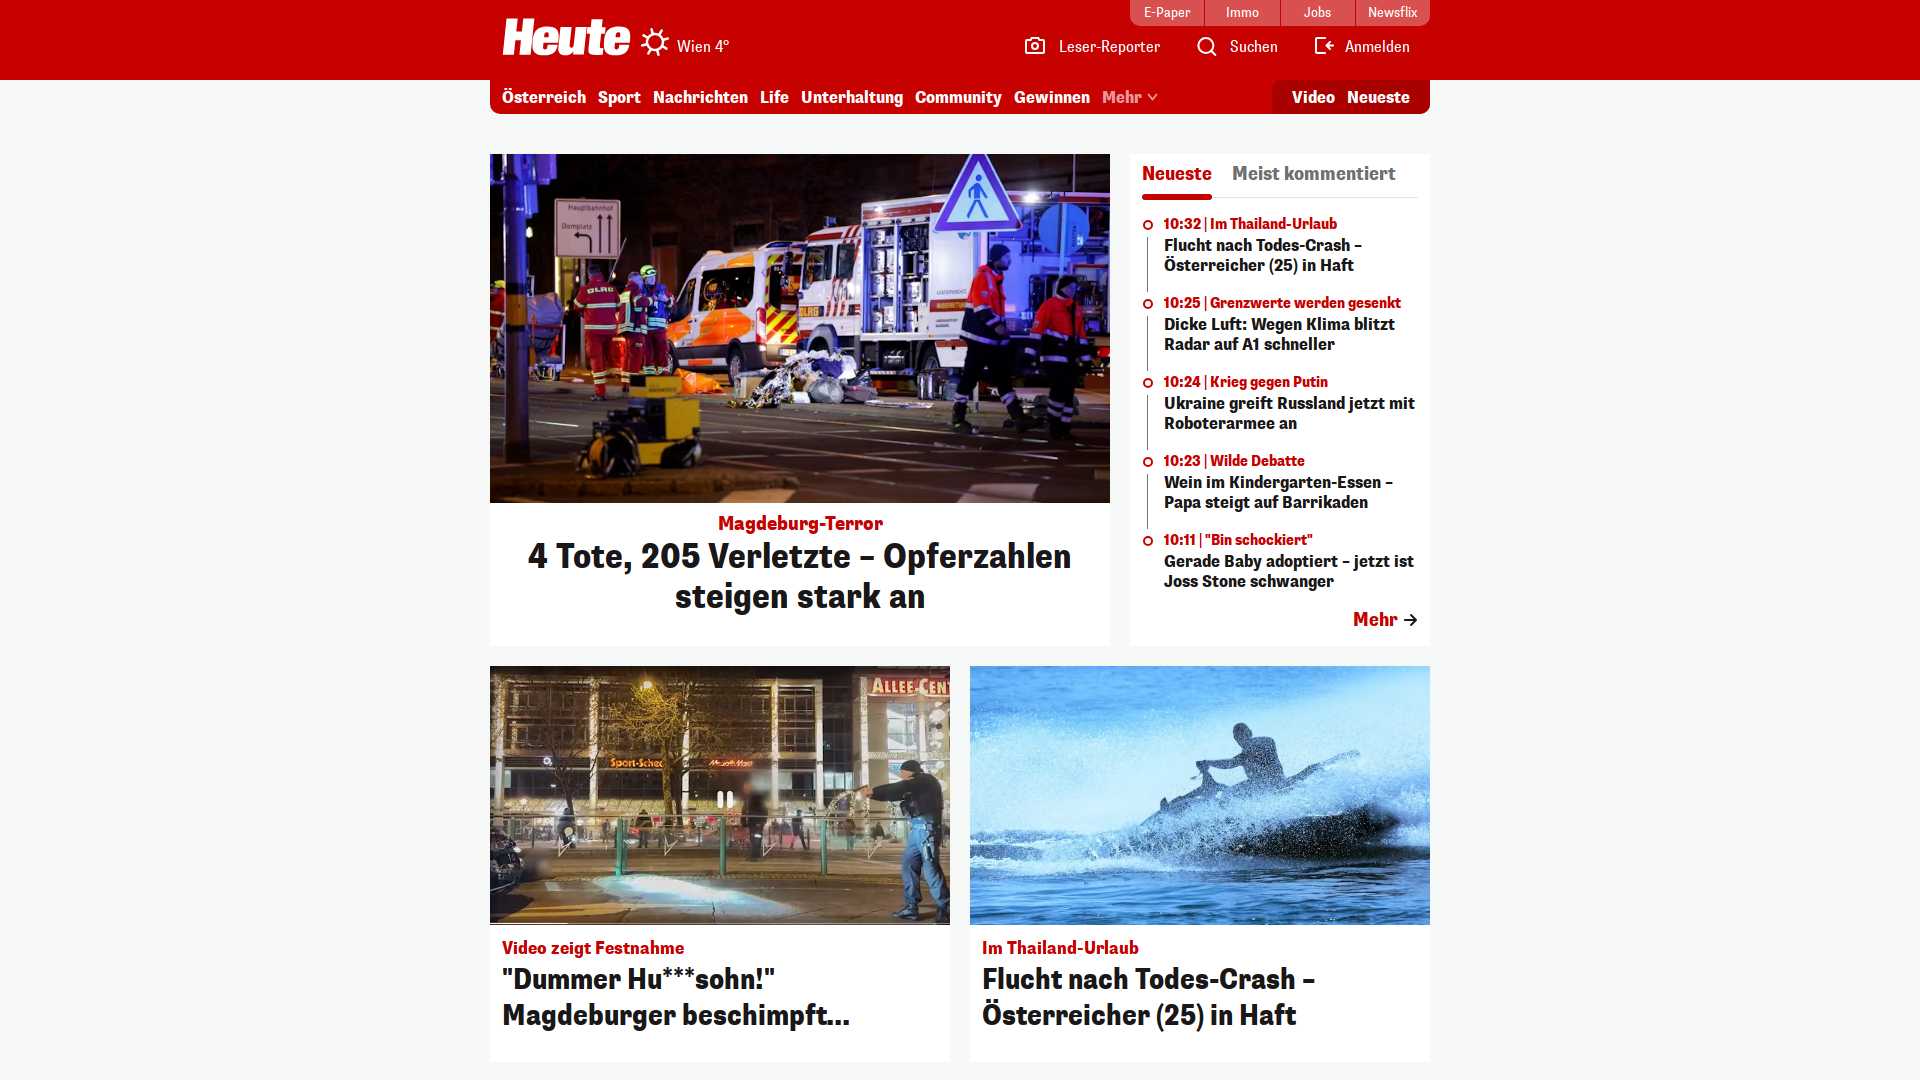 E-Paper
Immo
Jobs
Newsflix
Heute
Wien 4°
Leser-Reporter
Suchen
Anmelden
Österreich
Sport
Nachrichten
Life
Unterhaltung
Community
Gewinnen
Mehr
Video
Neueste
Hauptbahnhof
Domplatz
DLRG
DLRG
Magdeburg-Terror
4 Tote, 205 Verletzte – Opferzahlen
steigen stark an
Neueste
Meist kommentiert
10:32 | Im Thailand-Urlaub
Flucht nach Todes-Crash –
Österreicher (25) in Haft
10:25 | Grenzwerte werden gesenkt
Dicke Luft: Wegen Klima blitzt
Radar auf A1 schneller
10:24 | Krieg gegen Putin
Ukraine greift Russland jetzt mit
Roboterarmee an
10:23 | Wilde Debatte
Wein im Kindergarten-Essen –
Papa steigt auf Barrikaden
10:11 | "Bin schockiert"
Gerade Baby adoptiert – jetzt ist
Joss Stone schwanger
Mehr
ALLEE-CENT
Sport-Scheck
Video zeigt Festnahme
"Dummer Hu***sohn!"
Magdeburger beschimpft...
Im Thailand-Urlaub
Flucht nach Todes-Crash –
Österreicher (25) in Haft